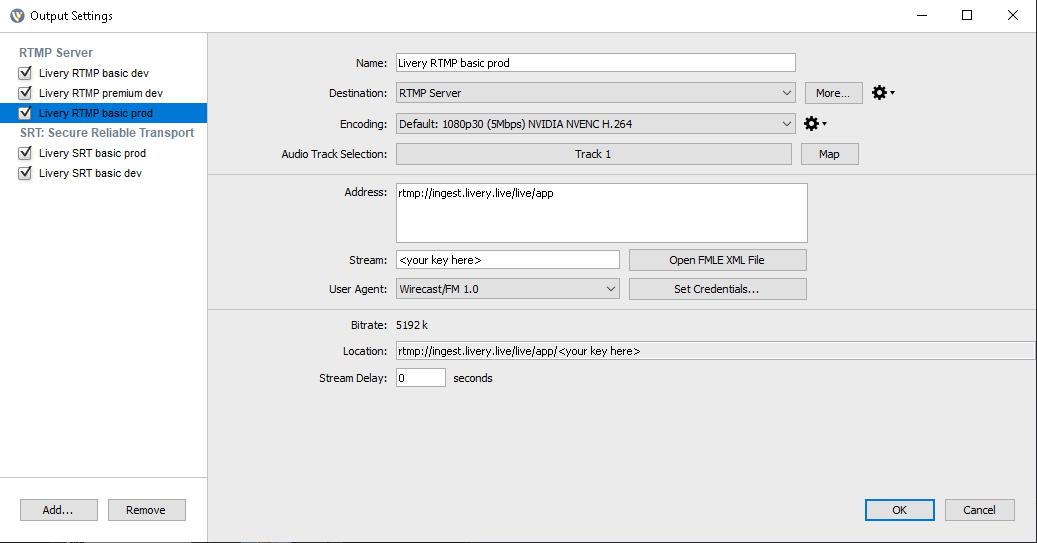 Output Settings
RTMP Server
Livery RTMP basic dev
Livery RTMP premium dev
Livery RTMP basic prod
SRT: Secure Reliable Transport
Livery SRT basic prod
Livery SRT basic dev
Add...
Remove
Name: Livery RTMP basic prod
Destination: RTMP Server More...
Encoding: Default: 1080p30 (5Mbps) NVIDIA NVENC H.264
Audio Track Selection: Track 1 Map
Address: rtmp://ingest.livery.live/live/app
Stream: <your key here> Open FMLE XML File
User Agent: Wirecast/FM 1.0 Set Credentials...
Bitrate: 5192 k
Location: rtmp://ingest.livery.live/live/app/<your key here>
Stream Delay: 0 seconds
OK Cancel